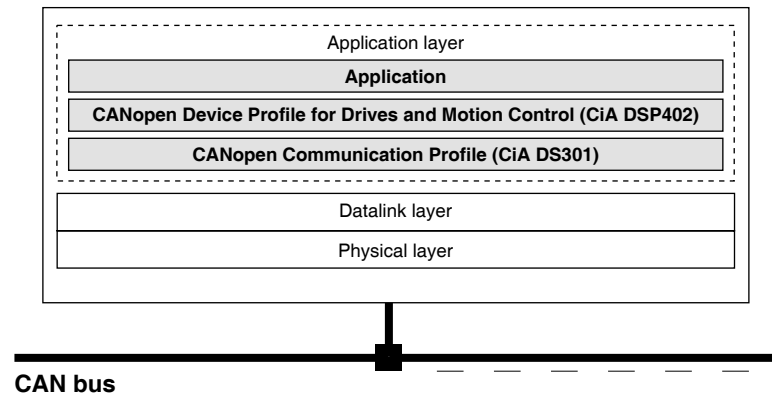 Application layer
Application
CANopen Device Profile for Drives and Motion Control (CiA DSP402)
CANopen Communication Profile (CiA DS301)
Datalink layer
Physical layer
CAN bus